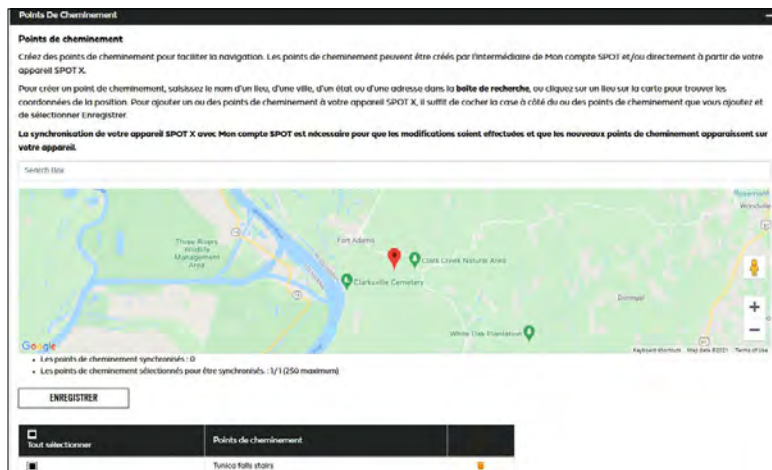 Points De Cheminement
Points de cheminement
Créez des points de cheminement pour faciliter la navigation. Les points de cheminement peuvent être créés par l'intermédiaire de Mon compte SPOT et/ou directement à partir de votre
appareil SPOT X.
Pour créer un point de cheminement, saisissez le nom d'un lieu, d'une ville, d'un état ou d'une adresse dans la boîte de recherche, ou cliquez sur un lieu sur la carte pour trouver les
coordonnées de la position. Pour ajouter un ou des points de cheminement à votre appareil SPOT X, il suffit de cocher la case à côté du ou des points de cheminement que vous ajoutez et
de sélectionner Enregistrer.
La synchronisation de votre appareil SPOT X avec Mon compte SPOT est nécessaire pour que les modifications soient effectuées et que les nouveaux points de cheminement apparaissent sur
votre appareil.
Search Box
Rosemont
Woodville
Fort Adams
Three Rivers
Wildlife
Management
Area
Clark Creek Natural Area
Clarksville Cemetery
Dormpal
White Oak Plantation
Google
Keyboard shortcuts Map data ©2021 Terms of Use
• Les points de cheminement synchronisés : 0
• Les points de cheminement sélectionnés pour être synchronisés. : 1/1 (250 maximum)
ENREGISTRER
Tout sélectionner
Points de cheminement
Tunica falls stairs